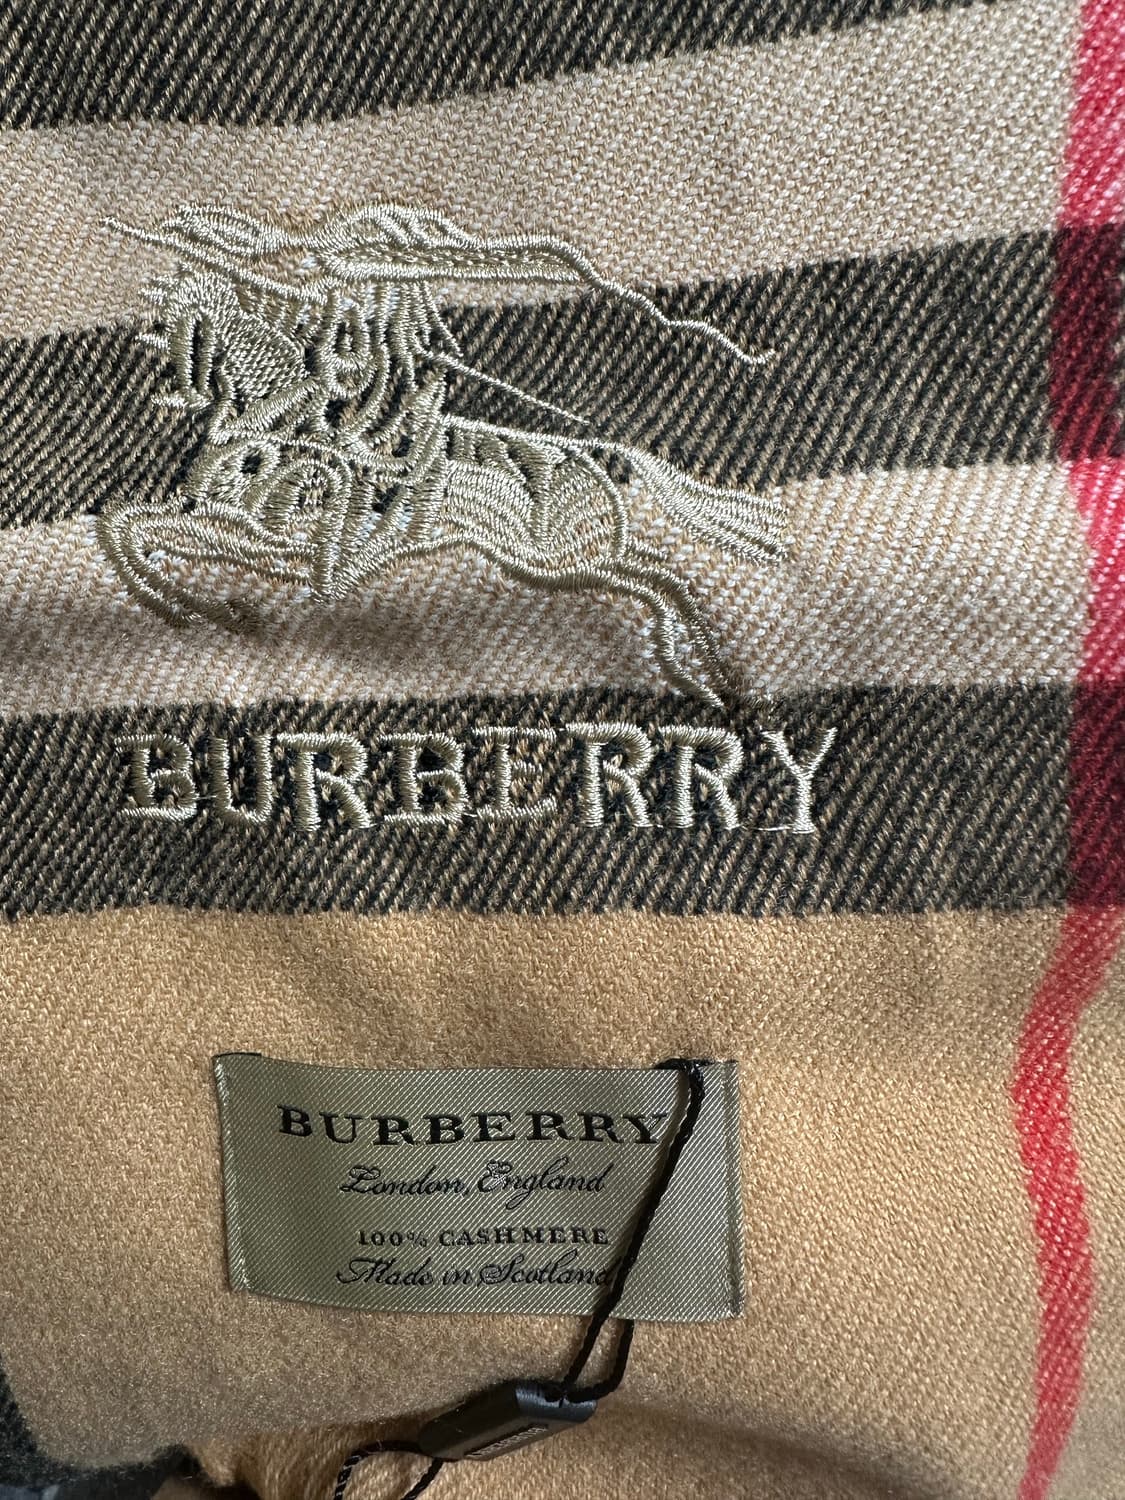 BURBERRY
BURBERRY
London, England
100% CASHMERE
Made in Scotland